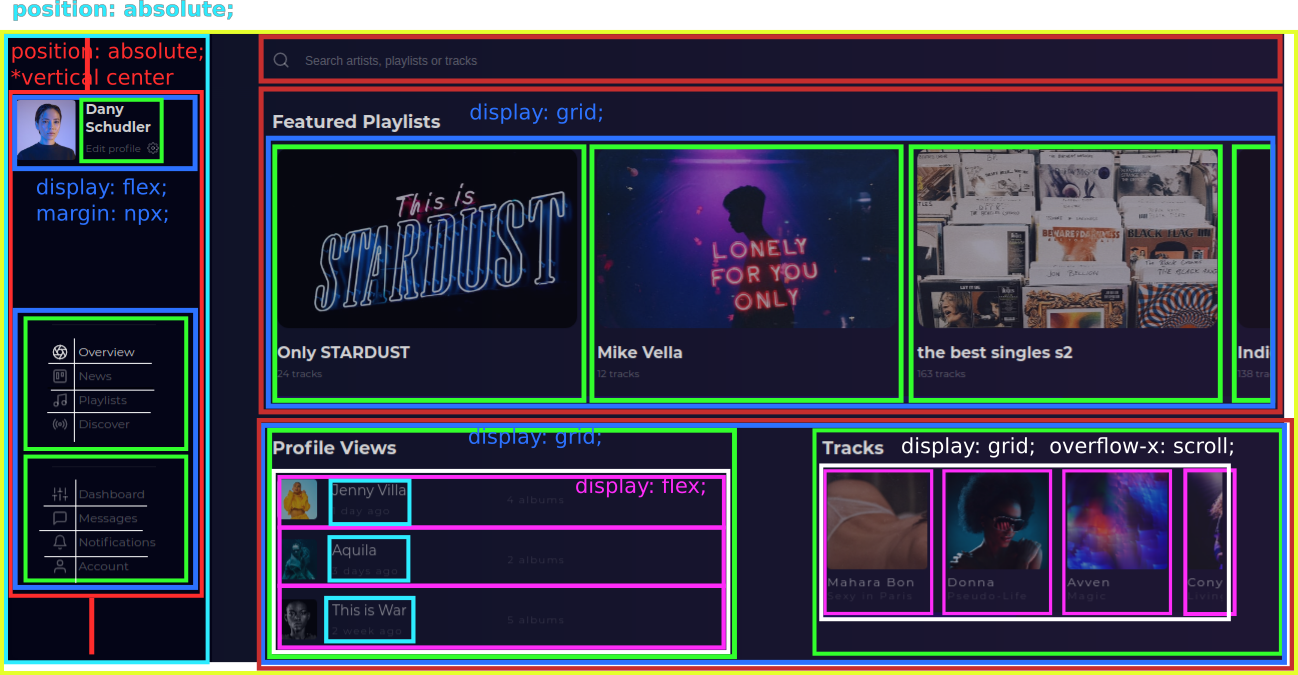 position: absolute;
position: absolute;
*vertical center
Dany
Schudler
Edit profile
display: flex;
margin: npx;
Overview
News
Playlists
Discover
Dashboard
Messages
Notifications
Account
Search artists, playlists or tracks
Featured Playlists
display: grid;
This is
STARDUST
LONELY
FOR YOU
ONLY
BLACK FLAG
JON BELLION
Only STARDUST
24 tracks
Mike Vella
12 tracks
the best singles s2
163 tracks
Indi
138 tra
Profile Views
display: grid;
display: flex;
Jenny Villa
day ago
4 albums
Aquila
3 days ago
2 albums
This is War
2 week ago
5 albums
Tracks
display: grid; overflow-x: scroll;
Mahara Bon
Sexy in Paris
Donna
Pseudo-Life
Avven
Magic
Cony
Livin